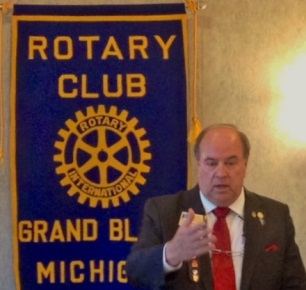 ROTARY
CLUB
ROTARY
INTERNATIONAL
GRAND BL
MICHIG